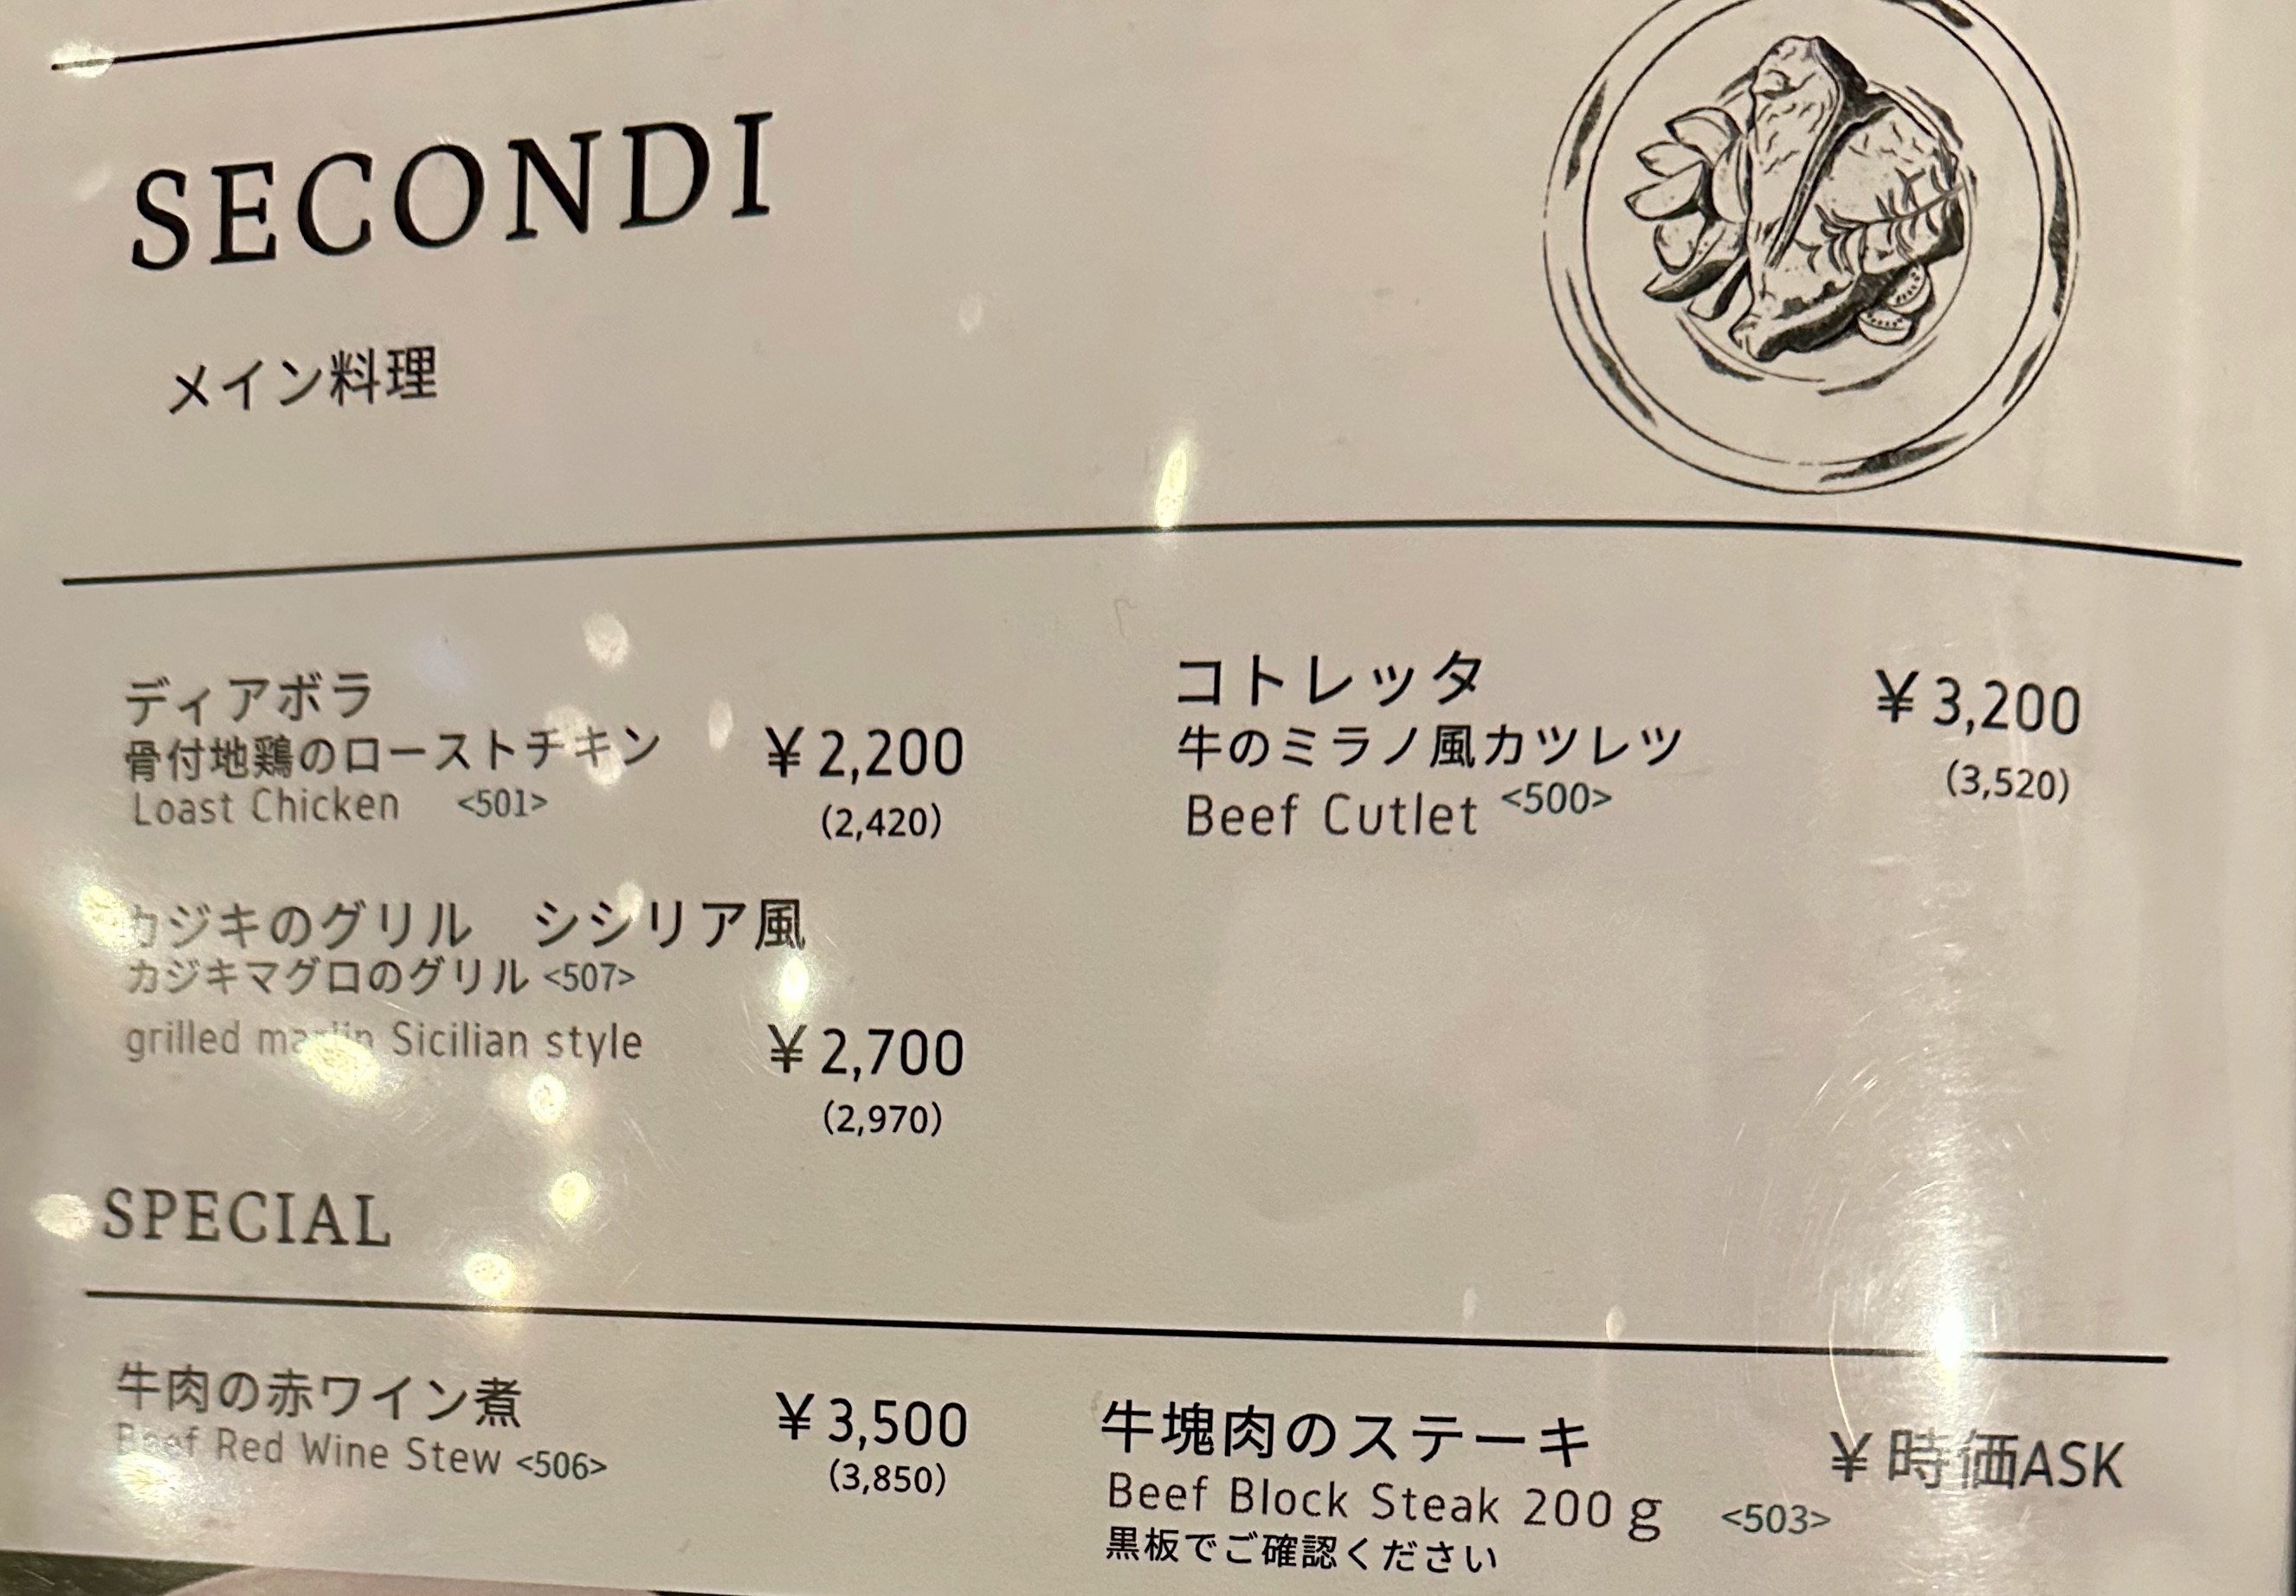 SECONDI
メイン料理
ディアボラ
骨付地鶏のローストチキン
Loast Chicken <501>
¥2,200
(2,420)
コトレッタ
牛のミラノ風カツレツ
Beef Cutlet <500>
¥3,200
(3,520)
カジキのグリル シシリア風
カジキマグロのグリル <507>
grilled marlin Sicilian style
¥2,700
(2,970)
SPECIAL
牛肉の赤ワイン煮
Beef Red Wine Stew <506>
¥3,500
(3,850)
牛塊肉のステーキ
Beef Block Steak 200g <503>
黒板でご確認ください
¥時価ASK